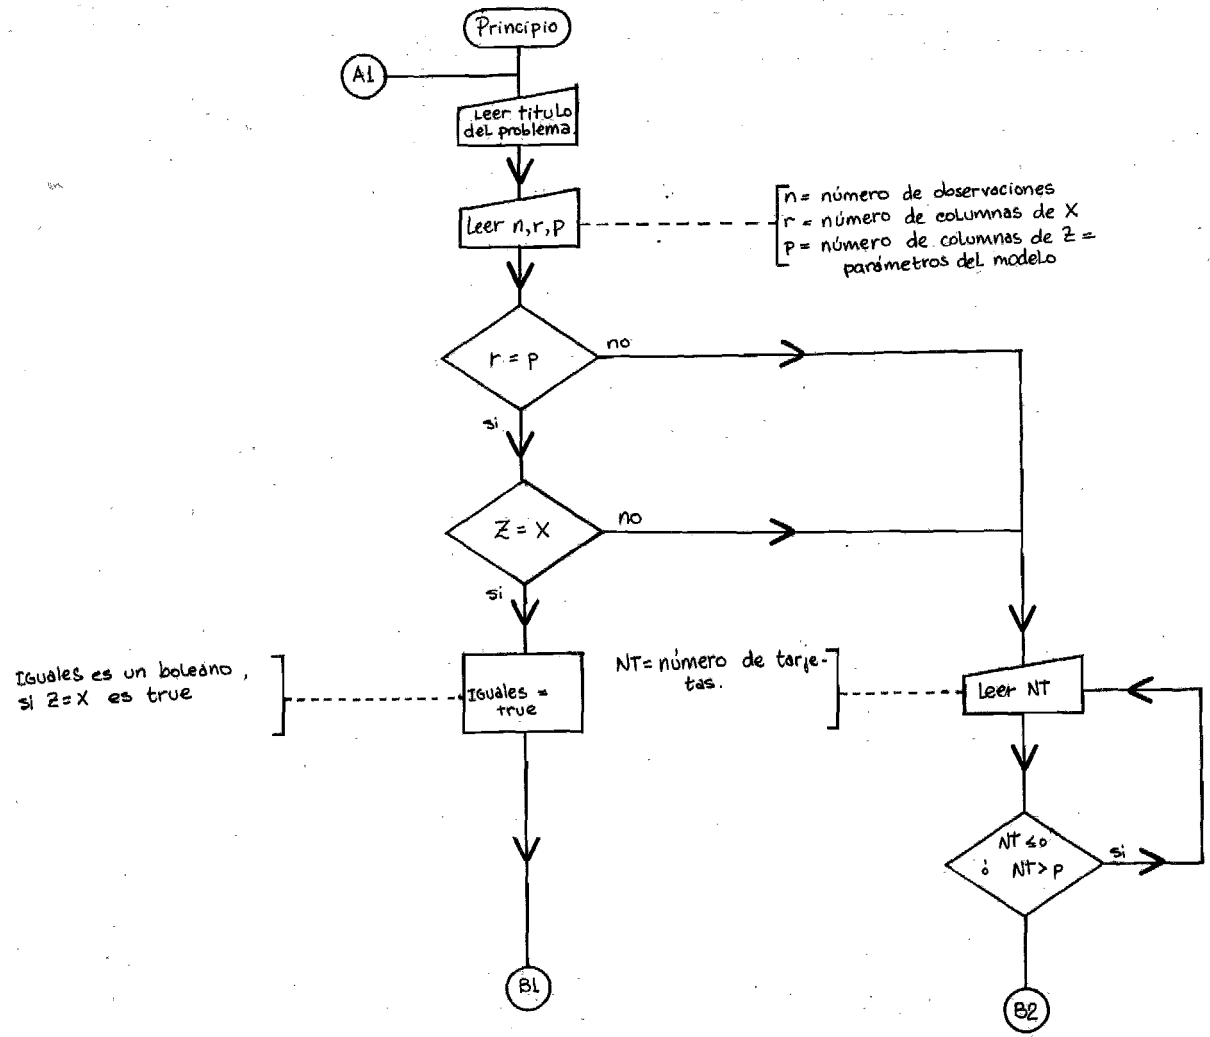 Principio
A1
Leer titulo
del problema.
Leer n,r,p
n= número de observaciones
r = número de columnas de X
p = número de columnas de Z =
parámetros del modelo
r = p
no
si
Z = X
no
si
IGuales es un boleáno,
si Z=X es true
IGuales =
true
NT= número de tarje-
tas.
Leer NT
NT ≤0
ó NT> p
si
B1
B2